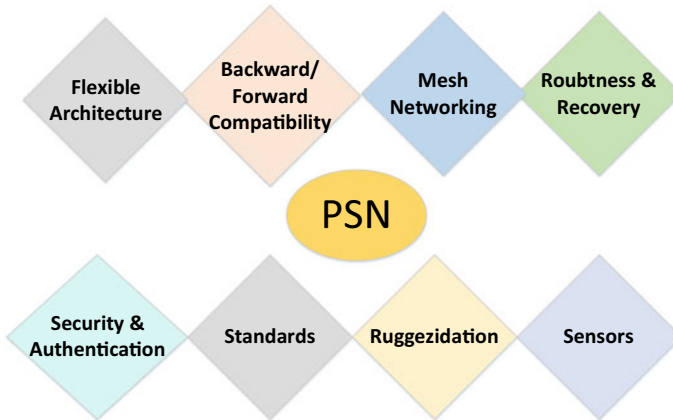 Flexible
Architecture
Backward/
Forward
Compatibility
Mesh
Networking
Roubtness &
Recovery
PSN
Security &
Authentication
Standards
Ruggezidation
Sensors